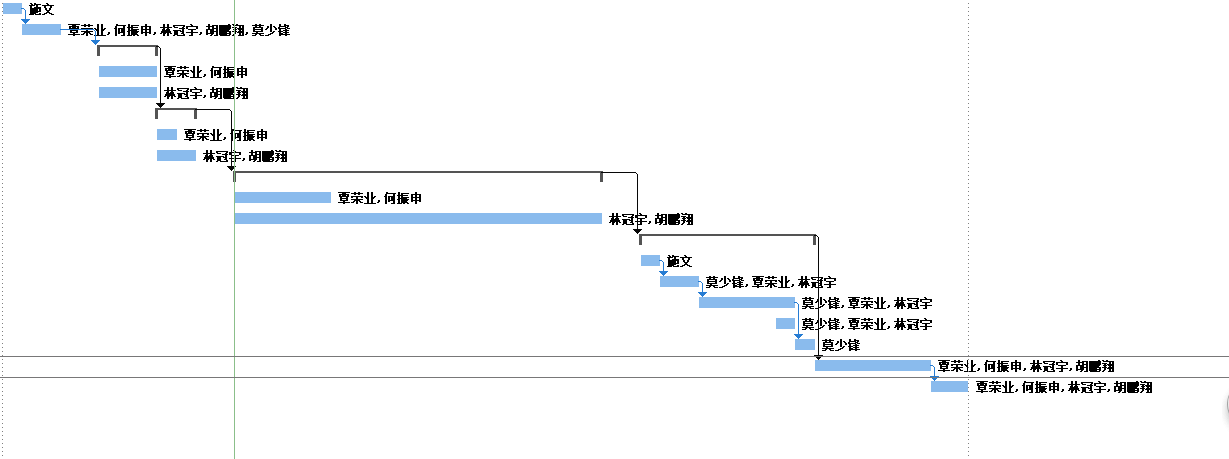 施文
覃荣业, 何振申, 林冠宇, 胡鹏翔, 莫少锋
覃荣业, 何振申
林冠宇, 胡鹏翔
覃荣业, 何振申
林冠宇, 胡鹏翔
覃荣业, 何振申
林冠宇, 胡鹏翔
施文
莫少锋, 覃荣业, 林冠宇
莫少锋, 覃荣业, 林冠宇
莫少锋, 覃荣业, 林冠宇
莫少锋
覃荣业, 何振申, 林冠宇, 胡鹏翔
覃荣业, 何振申, 林冠宇, 胡鹏翔